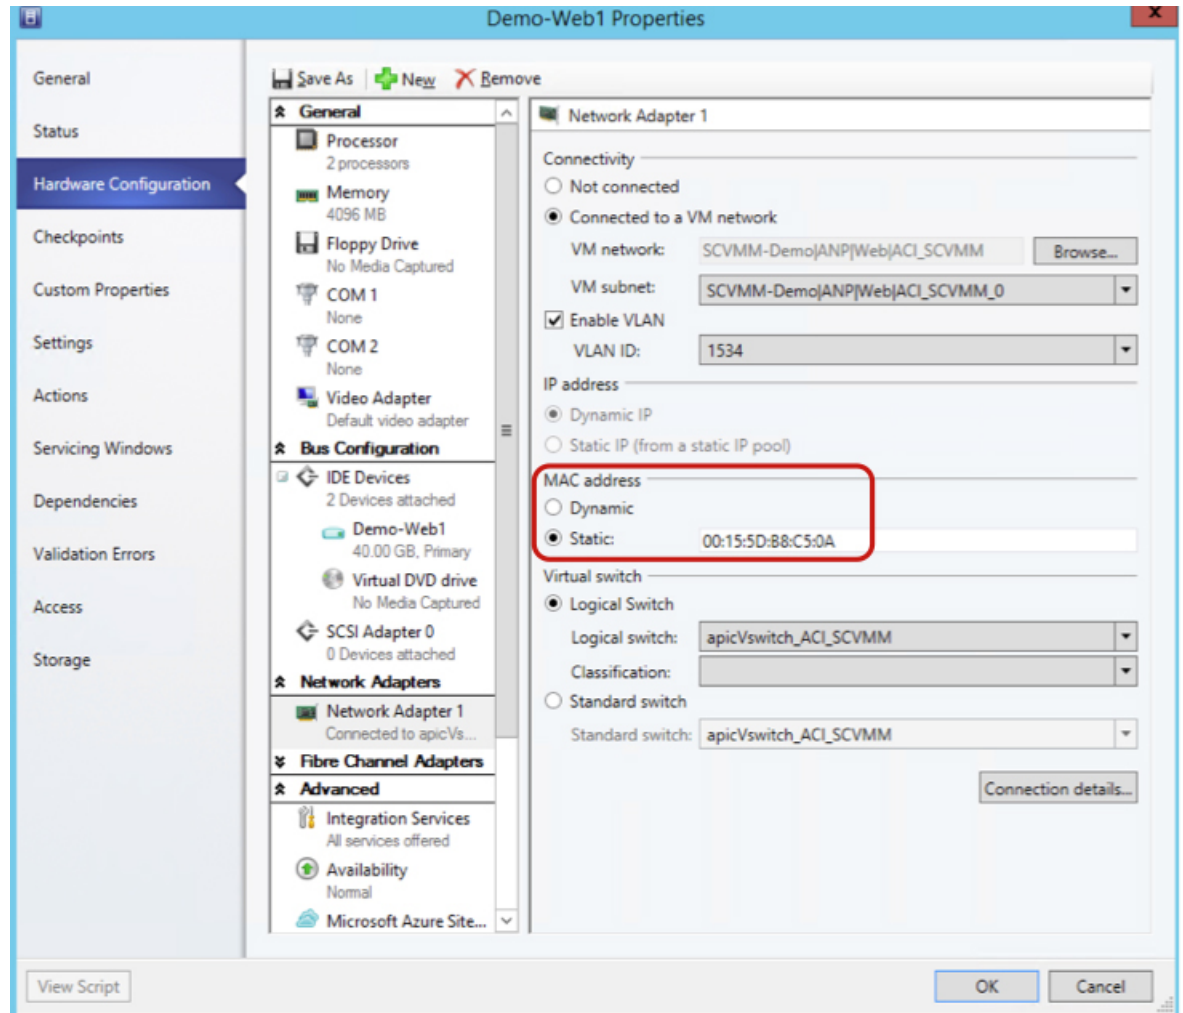 Demo-Web1 Properties
x
General
Status
Hardware Configuration
Checkpoints
Custom Properties
Settings
Actions
Servicing Windows
Dependencies
Validation Errors
Access
Storage
Save As New Remove
General
Processor
2 processors
Memory
4096 MB
Floppy Drive
No Media Captured
COM 1
None
COM 2
None
Video Adapter
Default video adapter
Bus Configuration
IDE Devices
2 Devices attached
Demo-Web1
40.00 GB, Primary
Virtual DVD drive
No Media Captured
SCSI Adapter 0
0 Devices attached
Network Adapters
Network Adapter 1
Connected to apicVs...
Fibre Channel Adapters
Advanced
Integration Services
All services offered
Availability
Normal
Microsoft Azure Site...
Network Adapter 1
Connectivity
Not connected
Connected to a VM network
VM network: SCVMM-Demo|ANP|Web|ACI_SCVMM Browse...
VM subnet: SCVMM-Demo|ANP|Web|ACI_SCVMM_0
Enable VLAN
VLAN ID: 1534
IP address
Dynamic IP
Static IP (from a static IP pool)
MAC address
Dynamic
Static: 00:15:5D:B8:C5:0A
Virtual switch
Logical Switch
Logical switch: apicVswitch_ACI_SCVMM
Classification:
Standard switch
Standard switch: apicVswitch_ACI_SCVMM
Connection details...
View Script OK Cancel